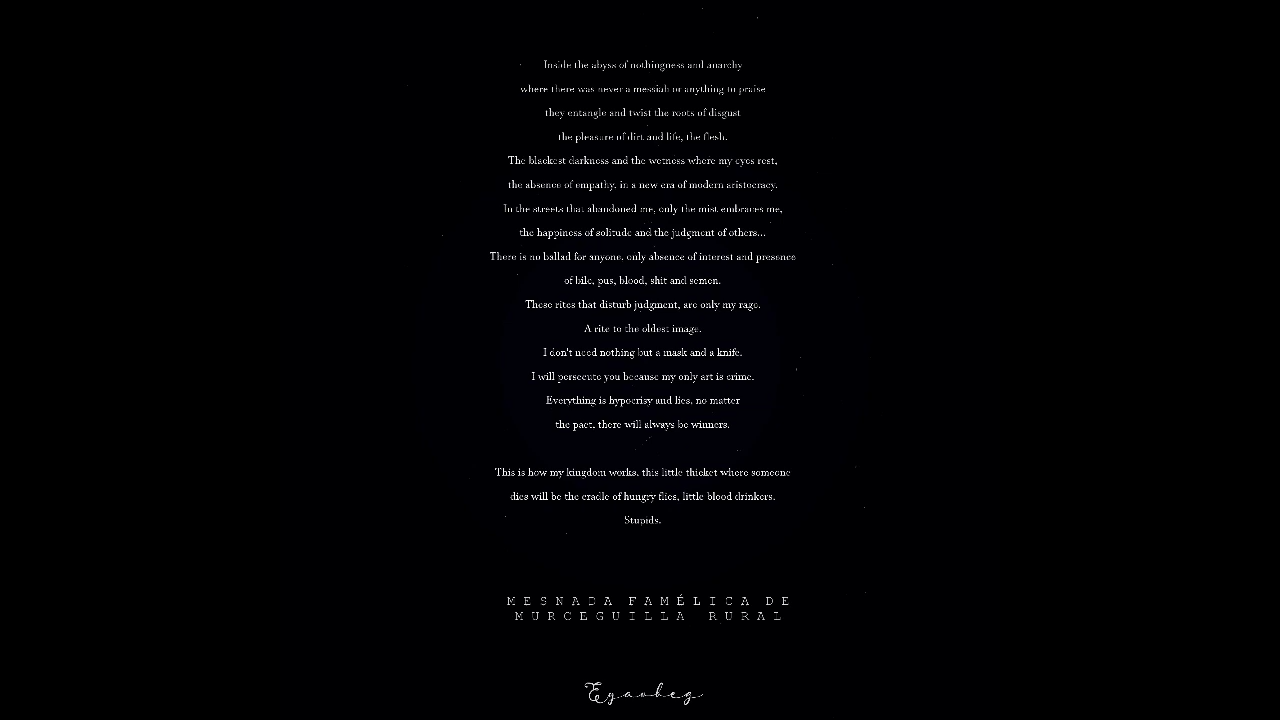 Inside the abyss of nothingness and anarchy
where there was never a messiah or anything to praise
they entangle and twist the roots of disgust
the pleasure of dirt and life, the flesh.
The blackest darkness and the wetness where my eyes rest,
the absence of empathy, in a new era of modern aristocracy.
In the streets that abandoned me, only the mist embraces me,
the happiness of solitude and the judgment of others...
There is no ballad for anyone, only absence of interest and presence
of bile, pus, blood, shit and semen.
These rites that disturb judgment, are only my rage.
A rite to the oldest image.
I don't need nothing but a mask and a knife.
I will persecute you because my only art is crime.
Everything is hypocrisy and lies, no matter
the pact, there will always be winners.
This is how my kingdom works, this little thicket where someone
dies will be the cradle of hungry flies, little blood drinkers.
Stupids.
MESNADA FAMÉLICA DE
MURCEGUILLA RURAL